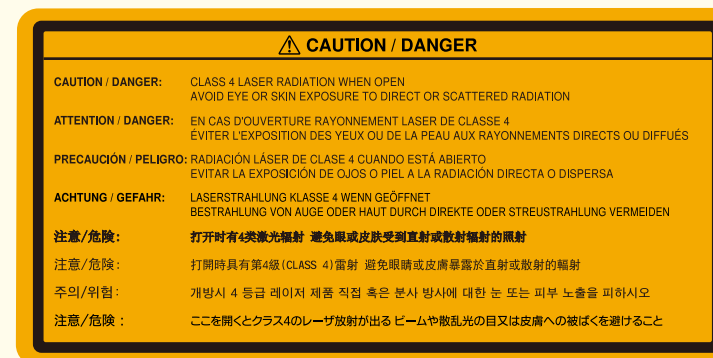 ⚠ CAUTION / DANGER
CAUTION / DANGER: CLASS 4 LASER RADIATION WHEN OPEN
AVOID EYE OR SKIN EXPOSURE TO DIRECT OR SCATTERED RADIATION
ATTENTION / DANGER: EN CAS D'OUVERTURE RAYONNEMENT LASER DE CLASSE 4
ÉVITER L'EXPOSITION DES YEUX OU DE LA PEAU AUX RAYONNEMENTS DIRECTS OU DIFFUÉS
PRECAUCIÓN / PELIGRO: RADIACIÓN LÁSER DE CLASE 4 CUANDO ESTÁ ABIERTO
EVITAR LA EXPOSICIÓN DE OJOS O PIEL A LA RADIACIÓN DIRECTA O DISPERSA
ACHTUNG / GEFAHR: LASERSTRAHLUNG KLASSE 4 WENN GEÖFFNET
BESTRAHLUNG VON AUGE ODER HAUT DURCH DIREKTE ODER STREUSTRAHLUNG VERMEIDEN
注意/危险: 打开时有4类激光辐射 避免眼或皮肤受到直射或散射辐射的照射
注意/危險: 打開時具有第4級(CLASS 4)雷射 避免眼睛或皮膚暴露於直射或散射的輻射
주의/위험: 개방시 4 등급 레이저 제품 직접 혹은 분사 방사에 대한 눈 또는 피부 노출을 피하시오
注意/危険: ここを開くとクラス4のレーザ放射が出る ビームや散乱光の目又は皮膚への被ばくを避けること